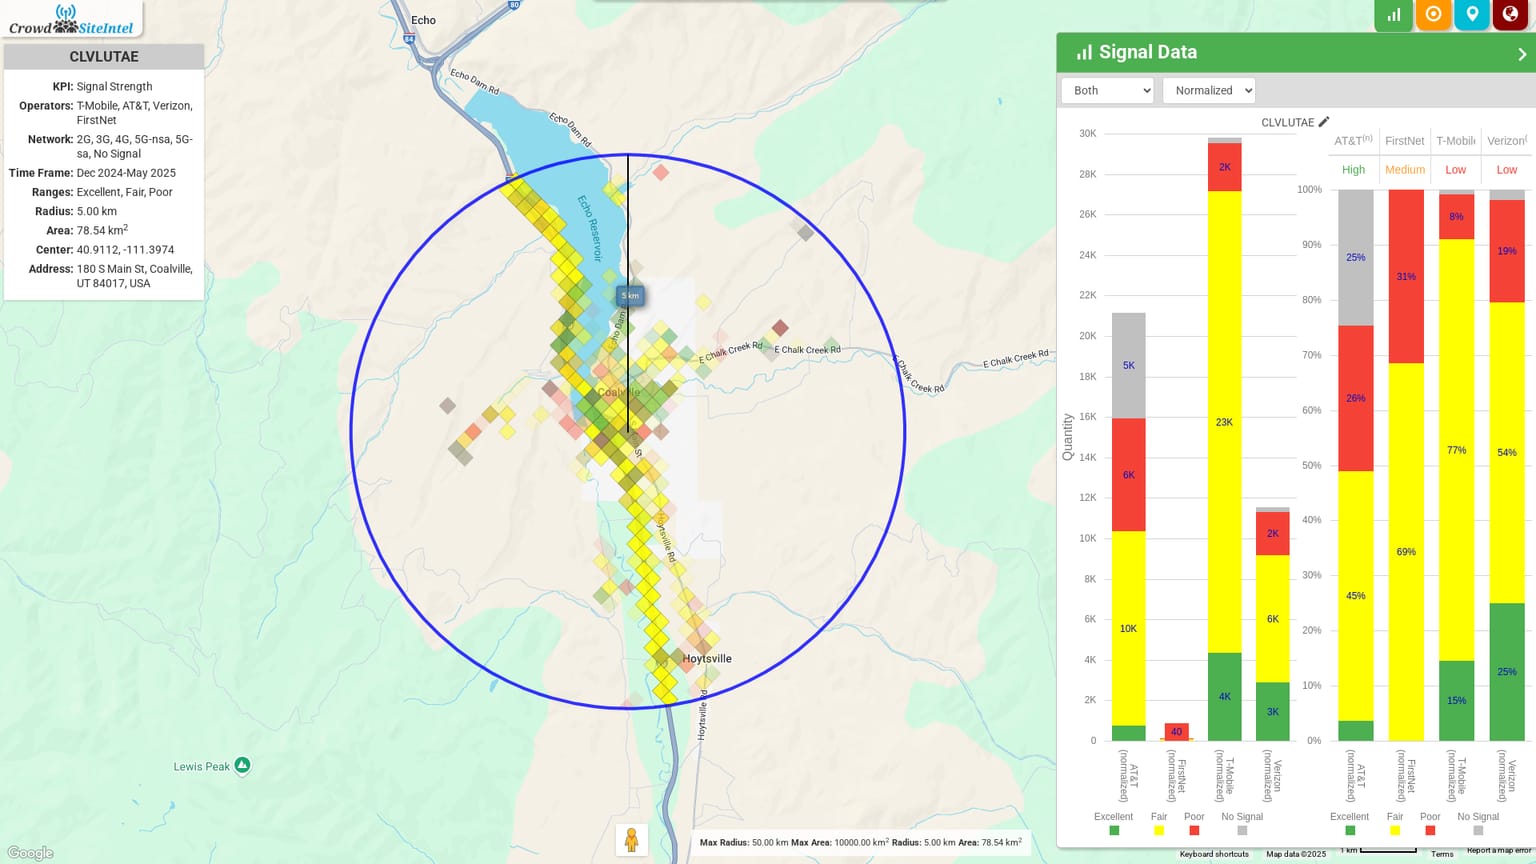 Crowd SiteIntel
CLVLUTAE
KPI: Signal Strength
Operators: T-Mobile, AT&T, Verizon,
FirstNet
Network: 2G, 3G, 4G, 5G-nsa, 5G-
sa, No Signal
Time Frame: Dec 2024-May 2025
Ranges: Excellent, Fair, Poor
Radius: 5.00 km
Area: 78.54 km²
Center: 40.9112, -111.3974
Address: 180 S Main St, Coalville,
UT 84017, USA
Echo
80
84
Echo Dam Rd
Echo Dam Rd
Echo Reservoir
5 km
Echo Dam
E Chalk Creek Rd
E Chalk Creek Rd
E Chalk Creek Rd
E Chalk Creek Rd
Coalville
Hoytsville Rd
Hoytsville
Hoytsville Rd
Lewis Peak
Google
Max Radius: 50.00 km Max Area: 10000.00 km² Radius: 5.00 km Area: 78.54 km²
Signal Data
Both
Normalized
CLVLUTAE
AT&T(n)
FirstNet
T-Mobil
Verizon(
High
Medium
Low
Low
Quantity
30K
28K
26K
24K
22K
20K
18K
16K
14K
12K
10K
8K
6K
4K
2K
0
5K
6K
10K
40
2K
23K
4K
2K
6K
3K
AT&T
(normalized)
FirstNet
(normalized)
T-Mobile
(normalized)
Verizon
(normalized)
Excellent
Fair
Poor
No Signal
100%
90%
80%
70%
60%
50%
40%
30%
20%
10%
0%
25%
26%
45%
31%
69%
8%
77%
15%
19%
54%
25%
AT&T
(normalized)
FirstNet
(normalized)
T-Mobile
(normalized)
Verizon
(normalized)
Excellent
Fair
Poor
No Signal
Keyboard shortcuts
Map data ©2025
1 km
Terms
Report a map error